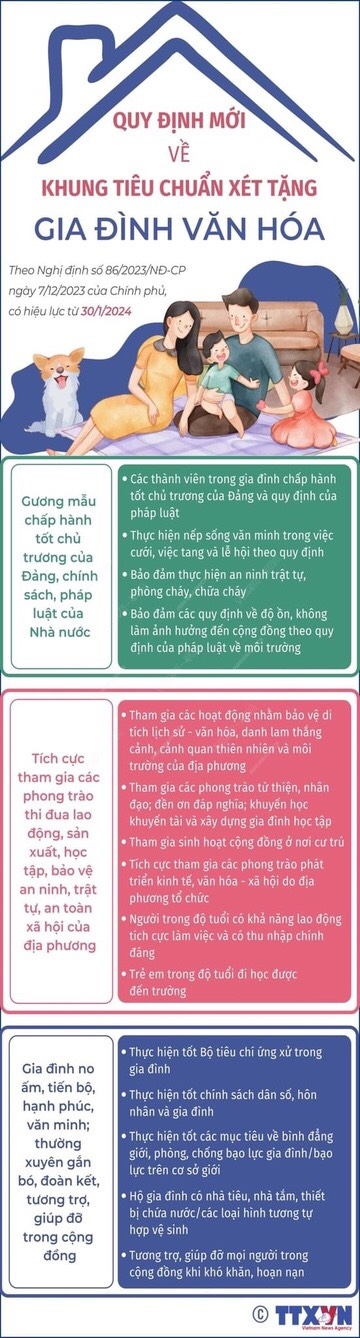 QUY ĐỊNH MỚI
VỀ
KHUNG TIÊU CHUẨN XÉT TẶNG
GIA ĐÌNH VĂN HÓA
Theo Nghị định số 86/2023/NĐ-CP
ngày 7/12/2023 của Chính phủ,
có hiệu lực từ 30/1/2024
Gương mẫu
chấp hành
tốt chủ
trương của
Đảng, chính
sách, pháp
luật của
Nhà nước
• Các thành viên trong gia đình chấp hành
tốt chủ trương của Đảng và quy định của
pháp luật
• Thực hiện nếp sống văn minh trong việc
cưới, việc tang và lễ hội theo quy định
• Bảo đảm thực hiện an ninh trật tự,
phòng cháy, chữa cháy
• Bảo đảm các quy định về độ ồn, không
làm ảnh hưởng đến cộng đồng theo quy
định của pháp luật về môi trường
Tích cực
tham gia các
phong trào
thi đua lao
động, sản
xuất, học
tập, bảo vệ
an ninh, trật
tự, an toàn
xã hội của
địa phương
• Tham gia các hoạt động nhằm bảo vệ di
tích lịch sử - văn hóa, danh lam thắng
cảnh, cảnh quan thiên nhiên và môi
trường của địa phương
• Tham gia các phong trào từ thiện, nhân
đạo; đền ơn đáp nghĩa; khuyến học
khuyến tài và xây dựng gia đình học tập
• Tham gia sinh hoạt cộng đồng ở nơi cư trú
• Tích cực tham gia các phong trào phát
triển kinh tế, văn hóa - xã hội do địa
phương tổ chức
• Người trong độ tuổi có khả năng lao động
tích cực làm việc và có thu nhập chính
đáng
• Trẻ em trong độ tuổi đi học được
đến trường
Gia đình no
ấm, tiến bộ,
hạnh phúc,
văn minh;
thường
xuyên gắn
bó, đoàn kết,
tương trợ,
giúp đỡ
trong cộng
đồng
• Thực hiện tốt Bộ tiêu chí ứng xử trong
gia đình
• Thực hiện tốt chính sách dân số, hôn
nhân và gia đình
• Thực hiện tốt các mục tiêu về bình đẳng
giới, phòng, chống bạo lực gia đình/bạo
lực trên cơ sở giới
• Hộ gia đình có nhà tiêu, nhà tắm, thiết
bị chứa nước/các loại hình tương tự
hợp vệ sinh
• Tương trợ, giúp đỡ mọi người trong
cộng đồng khi khó khăn, hoạn nạn
© TTXVN
Vietnam News Agency